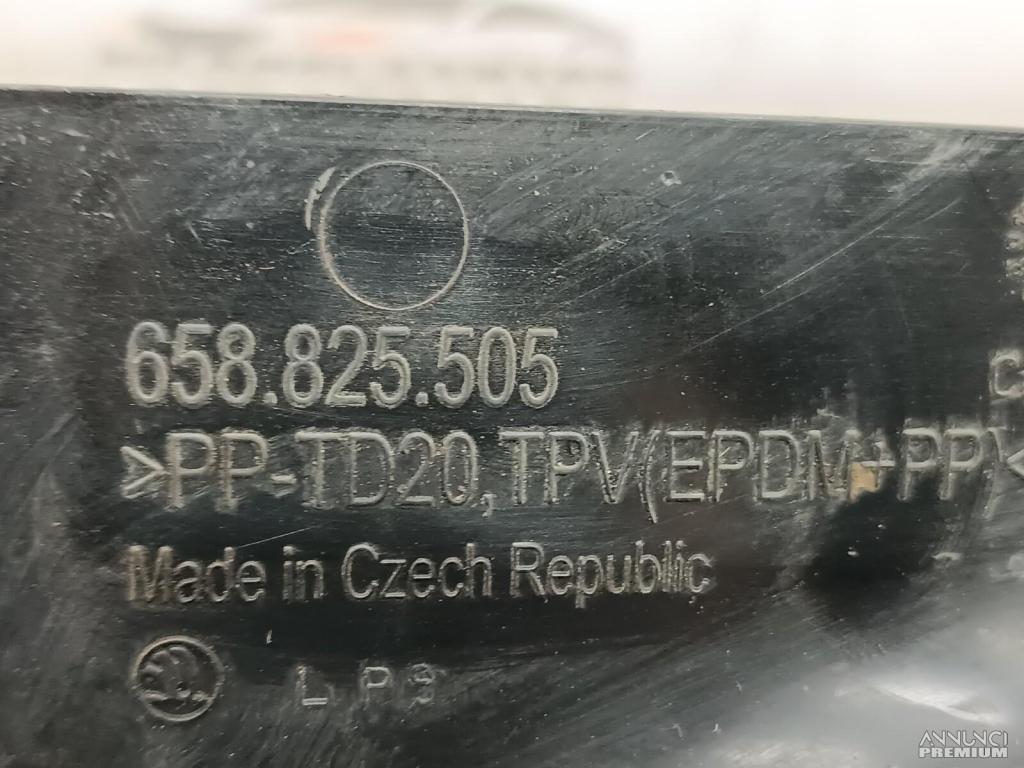 658.825.505
>PP-TD20,TPV(EPDM+PP)<
Made in Czech Republic
ANNUNCI
PREMIUM